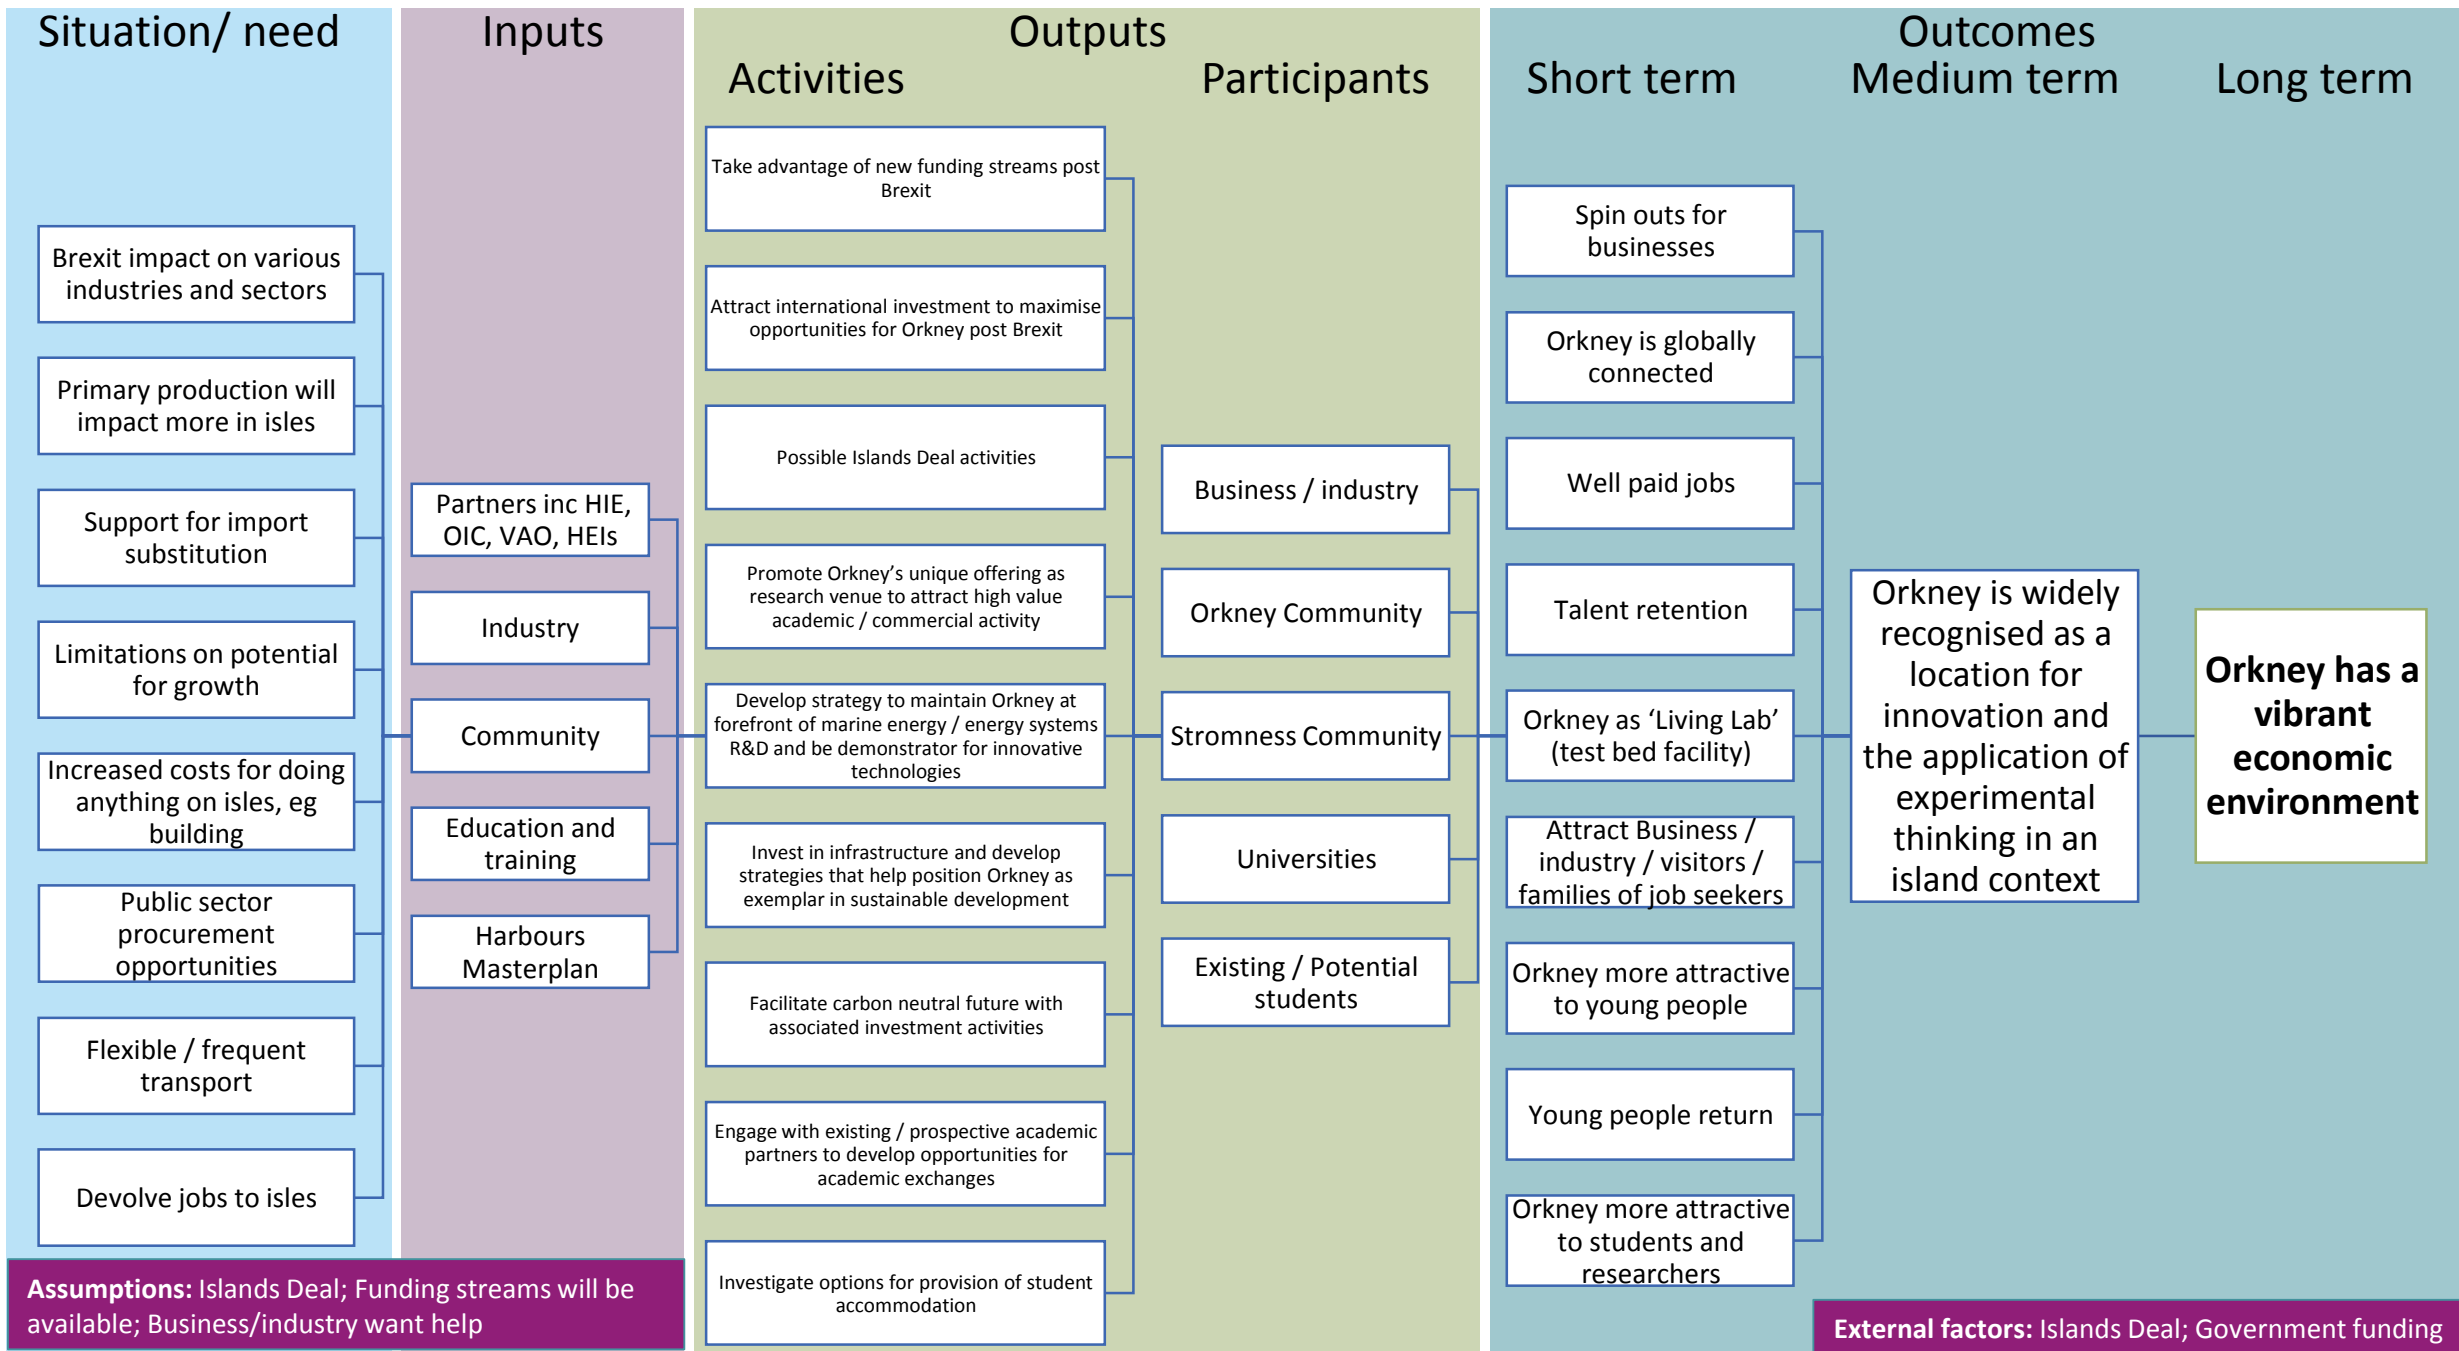 Situation/ need
Brexit impact on various
industries and sectors
Primary production will
impact more in isles
Support for import
substitution
Limitations on potential
for growth
Increased costs for doing
anything on isles, eg
building
Public sector
procurement
opportunities
Flexible / frequent
transport
Devolve jobs to isles
Inputs
Partners inc HIE,
OIC, VAO, HEIs
Industry
Community
Education and
training
Harbours
Masterplan
Assumptions: Islands Deal; Funding streams will be
available; Business/industry want help
Outputs
Activities
Take advantage of new funding streams post
Brexit
Attract international investment to maximise
opportunities for Orkney post Brexit
Possible Islands Deal activities
Promote Orkney’s unique offering as
research venue to attract high value
academic / commercial activity
Develop strategy to maintain Orkney at
forefront of marine energy / energy systems
R&D and be demonstrator for innovative
technologies
Invest in infrastructure and develop
strategies that help position Orkney as
exemplar in sustainable development
Facilitate carbon neutral future with
associated investment activities
Engage with existing / prospective academic
partners to develop opportunities for
academic exchanges
Investigate options for provision of student
accommodation
Participants
Business / industry
Orkney Community
Stromness Community
Universities
Existing / Potential
students
Outcomes
Short term
Spin outs for
businesses
Orkney is globally
connected
Well paid jobs
Talent retention
Orkney as ‘Living Lab’
(test bed facility)
Attract Business /
industry / visitors /
families of job seekers
Orkney more attractive
to young people
Young people return
Orkney more attractive
to students and
researchers
Medium term
Orkney is widely
recognised as a
location for
innovation and
the application of
experimental
thinking in an
island context
Long term
Orkney has a
vibrant
economic
environment
External factors: Islands Deal; Government funding